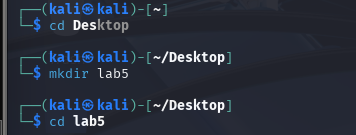 ┌──(kali㉿kali)-[~]
└─$ cd Desktop
┌──(kali㉿kali)-[~/Desktop]
└─$ mkdir lab5
┌──(kali㉿kali)-[~/Desktop]
└─$ cd lab5